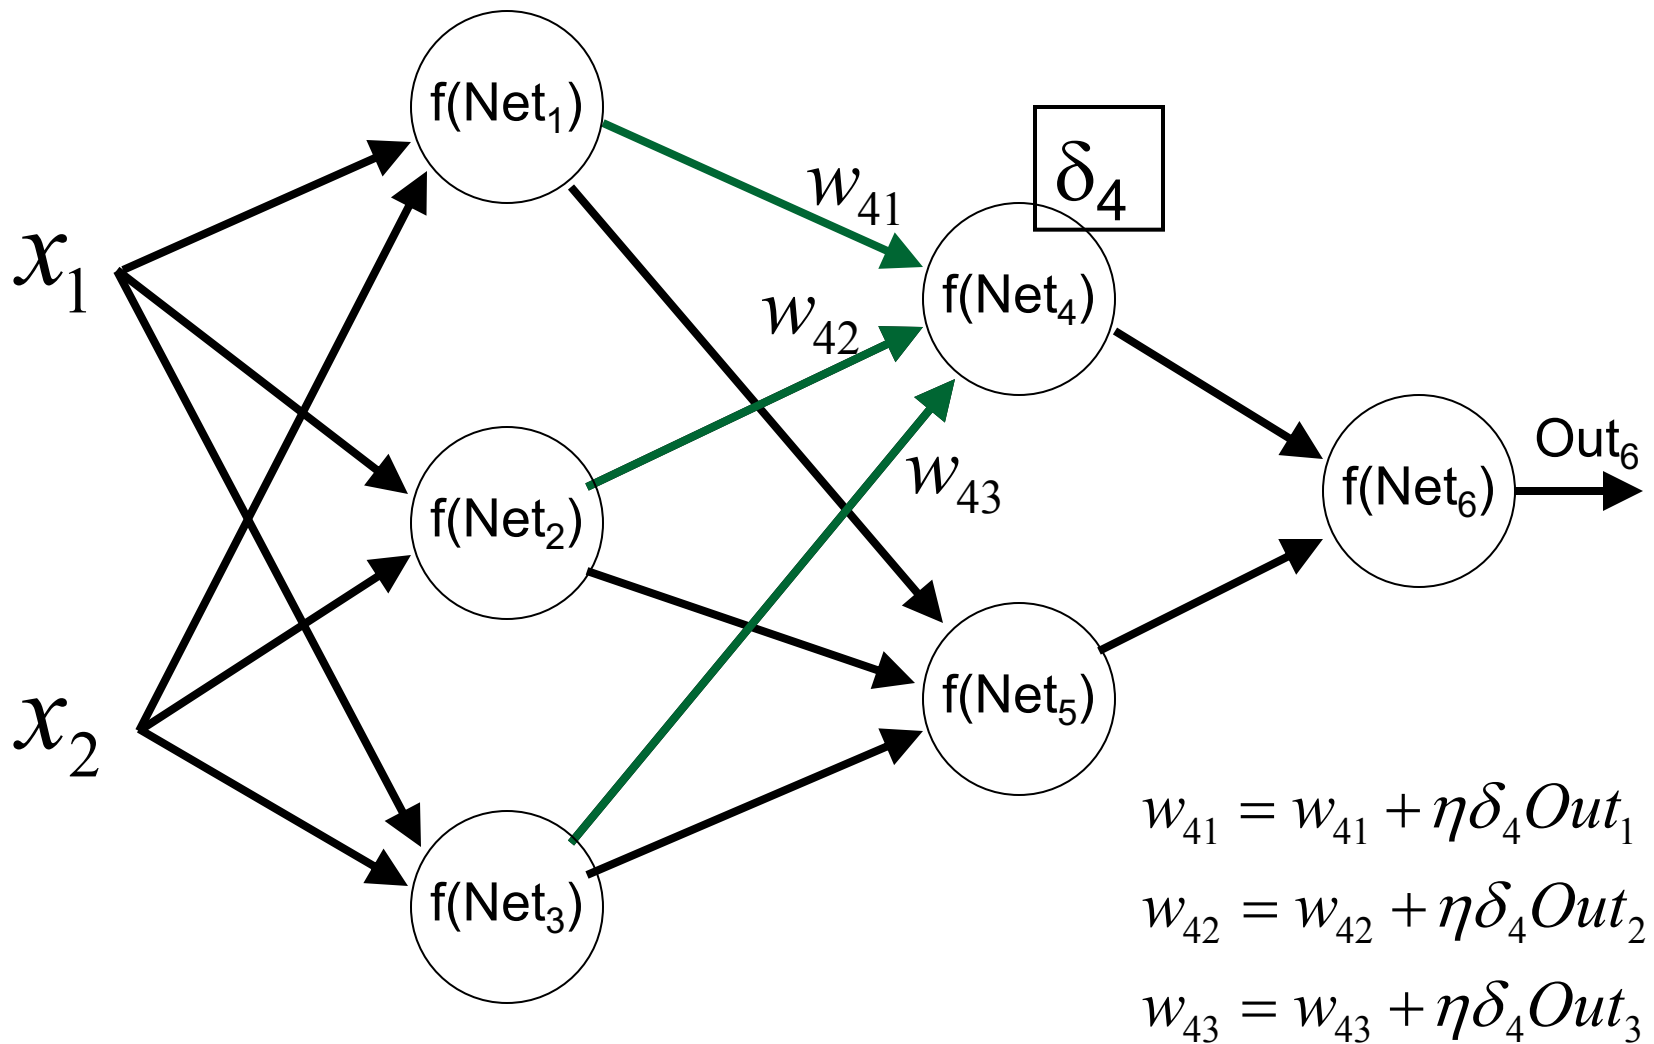 f(Net₁)
δ₄
w₄₁
x₁
f(Net₄)
w₄₂
Out₆
w₄₃
f(Net₆)
f(Net₂)
f(Net₅)
x₂
w₄₁ = w₄₁ + ηδ₄Out₁
f(Net₃)
w₄₂ = w₄₂ + ηδ₄Out₂
w₄₃ = w₄₃ + ηδ₄Out₃